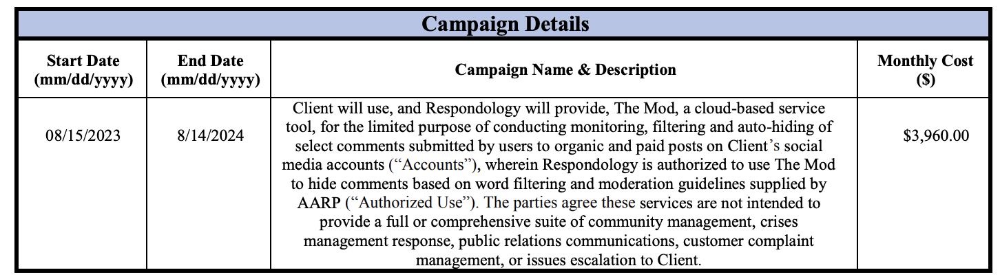 Campaign Details
Start Date
(mm/dd/yyyy)
End Date
(mm/dd/yyyy)
Campaign Name & Description
Monthly Cost
($)
08/15/2023
8/14/2024
Client will use, and Respondology will provide, The Mod, a cloud-based service
tool, for the limited purpose of conducting monitoring, filtering and auto-hiding of
select comments submitted by users to organic and paid posts on Client’s social
media accounts (“Accounts”), wherein Respondology is authorized to use The Mod
to hide comments based on word filtering and moderation guidelines supplied by
AARP (“Authorized Use”). The parties agree these services are not intended to
provide a full or comprehensive suite of community management, crises
management response, public relations communications, customer complaint
management, or issues escalation to Client.
$3,960.00